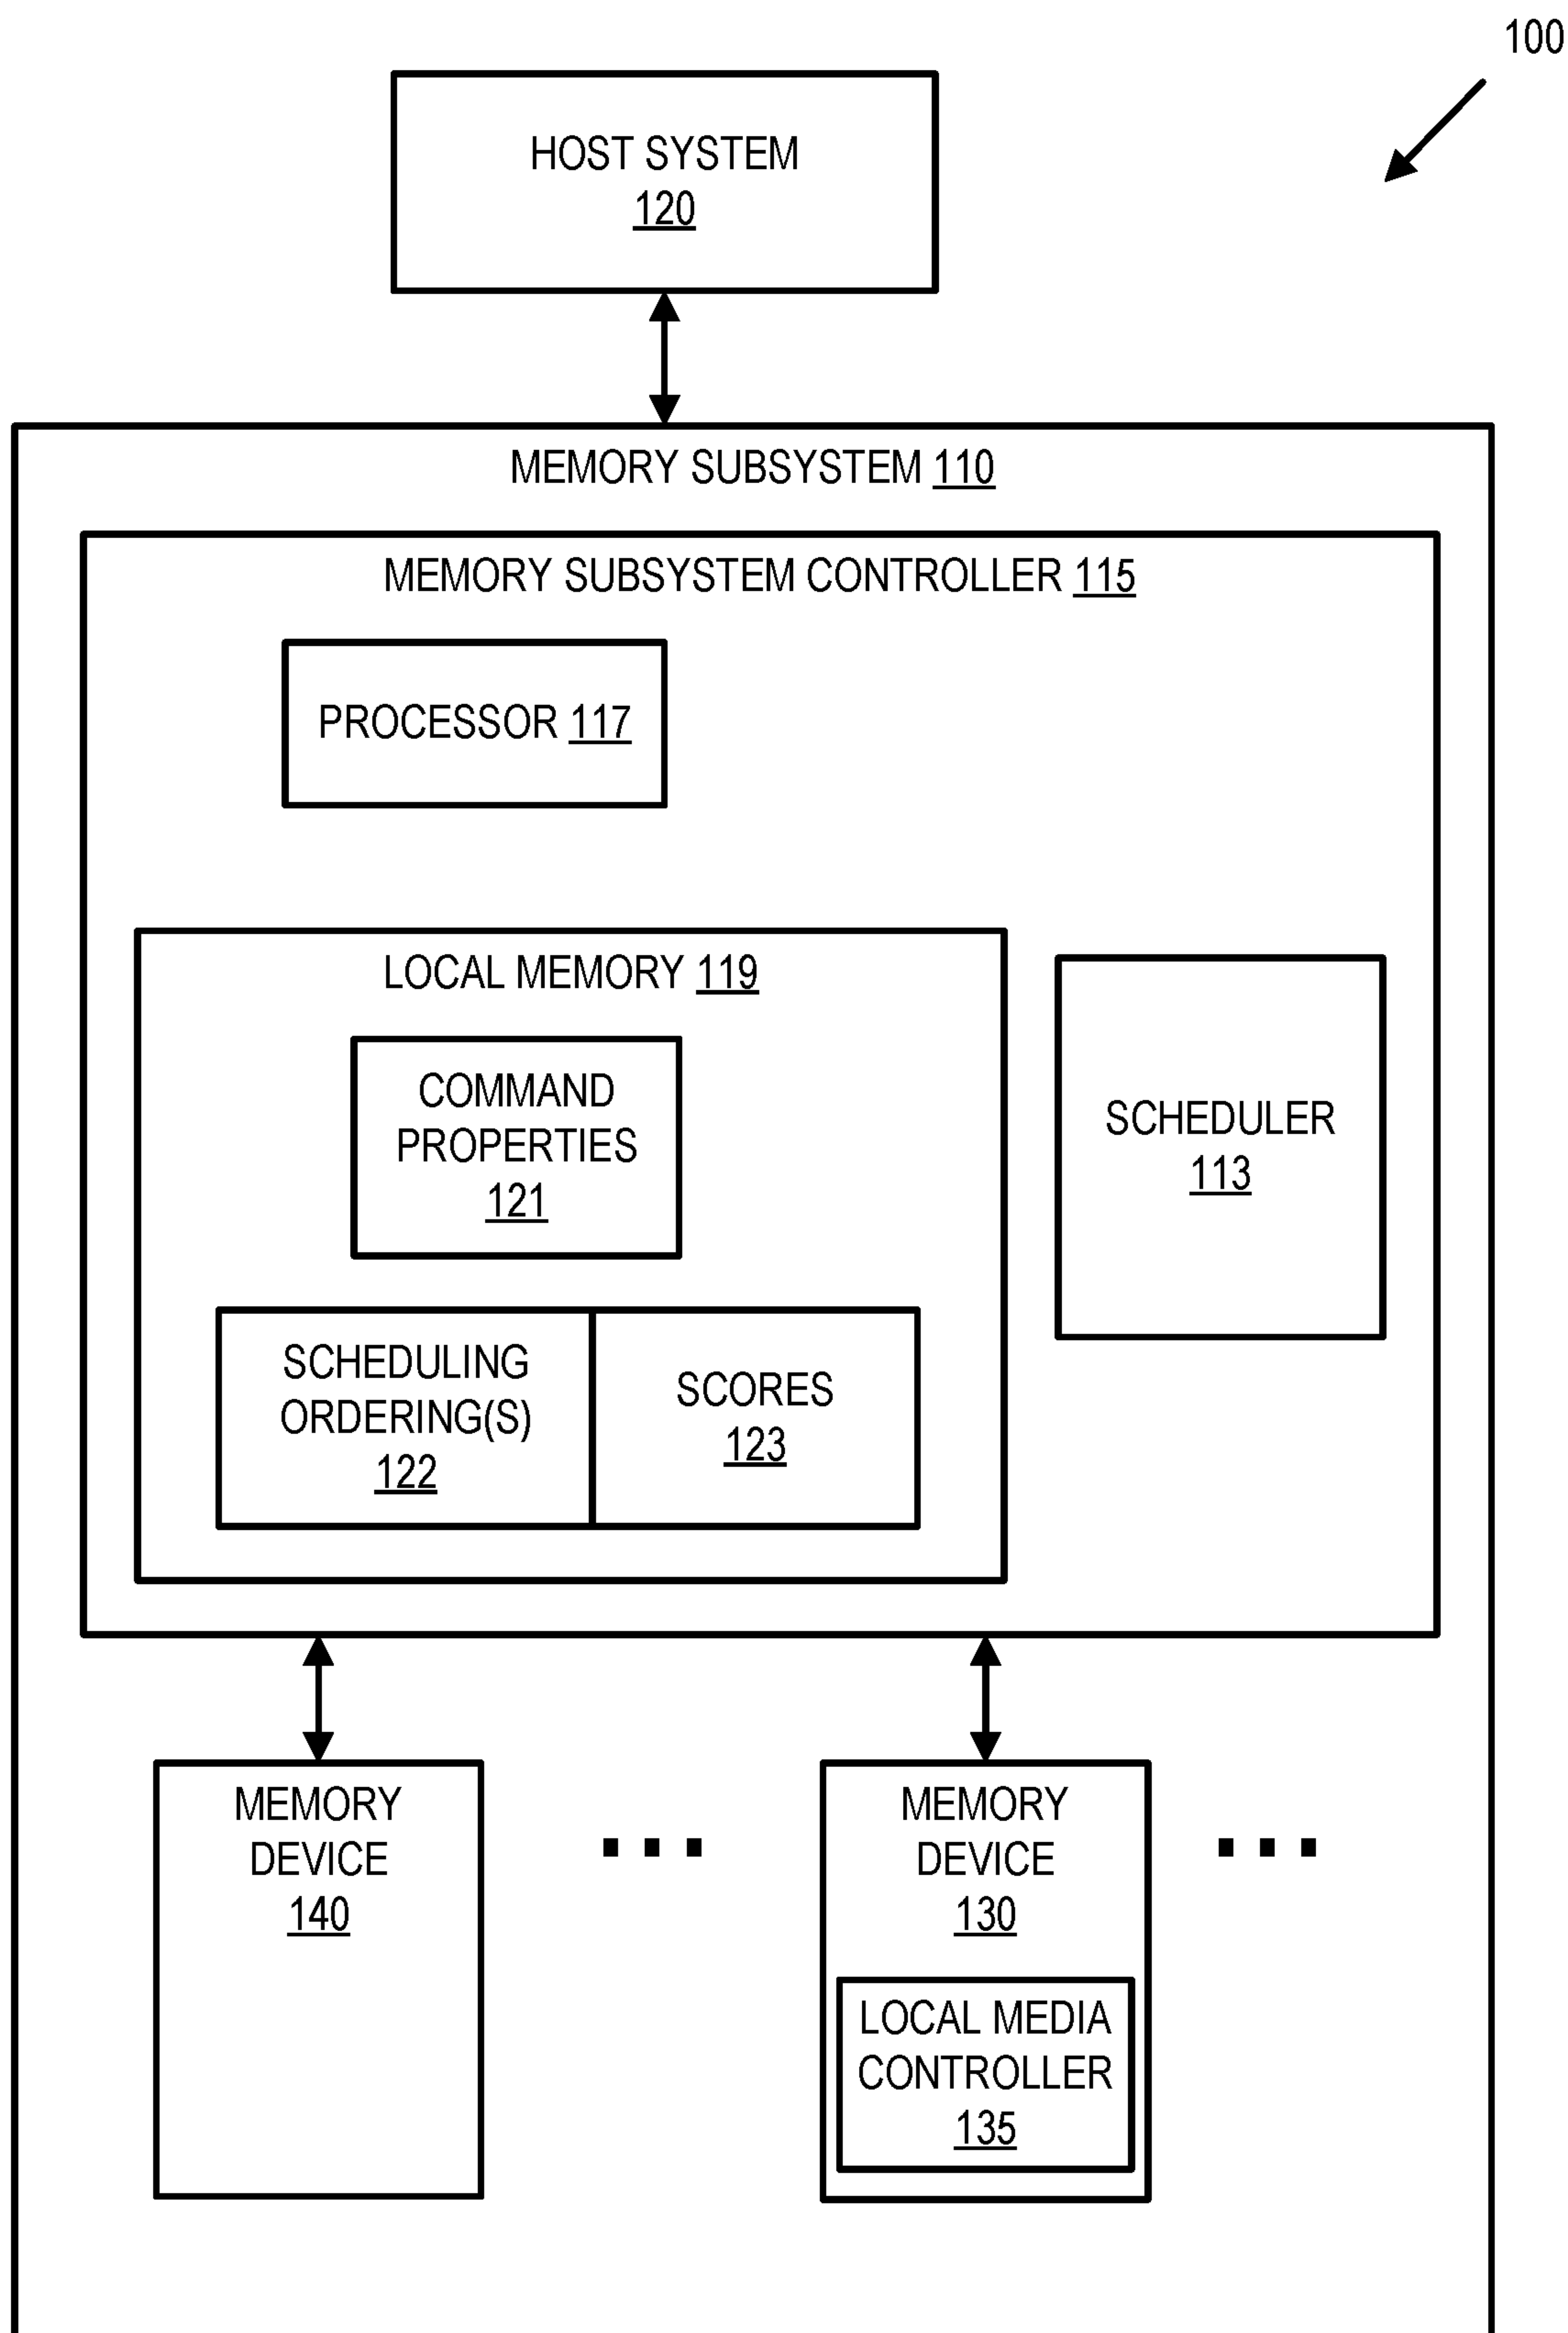 100
HOST SYSTEM
120
MEMORY SUBSYSTEM 110
MEMORY SUBSYSTEM CONTROLLER 115
PROCESSOR 117
LOCAL MEMORY 119
COMMAND
PROPERTIES
121
SCHEDULER
113
SCHEDULING
ORDERING(S)
122
SCORES
123
MEMORY
DEVICE
140
MEMORY
DEVICE
130
LOCAL MEDIA
CONTROLLER
135